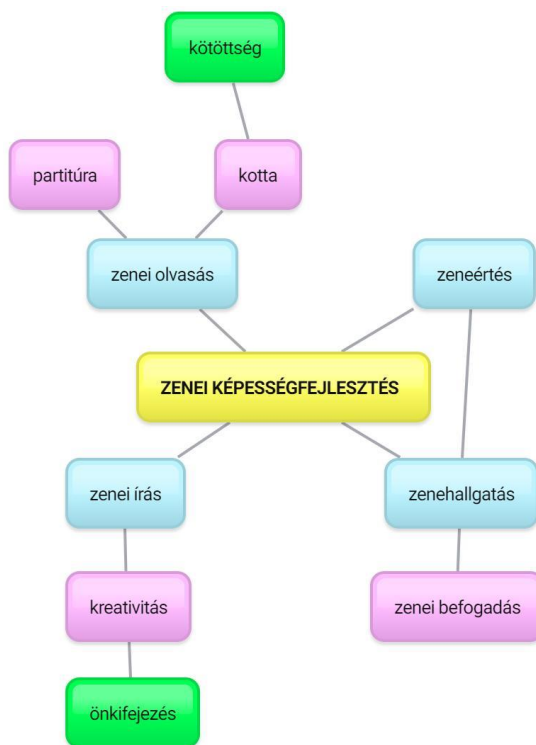 kötöttség
partitúra
kotta
zenei olvasás
zeneértés
ZENEI KÉPESSÉGFEJLESZTÉS
zenei írás
zenehallgatás
kreativitás
zenei befogadás
önkifejezés